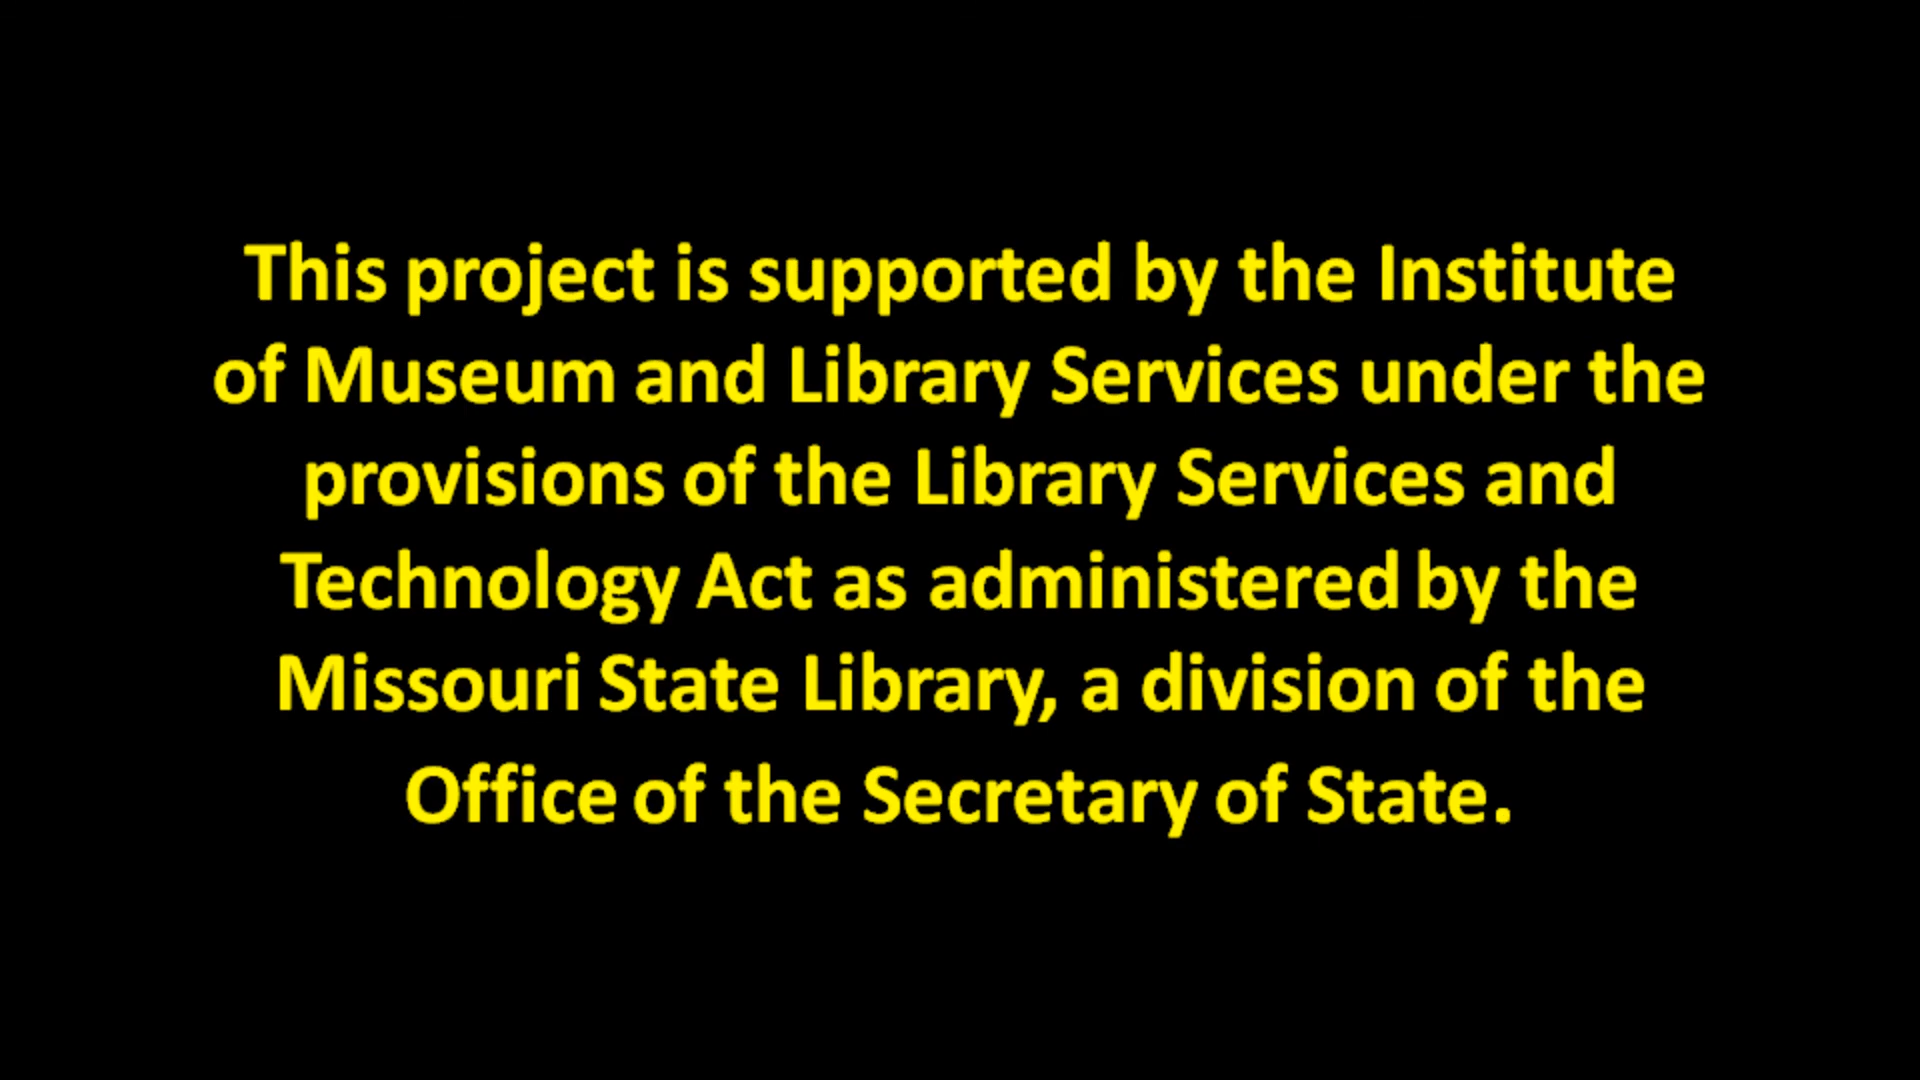 This project is supported by the Institute
of Museum and Library Services under the
provisions of the Library Services and
Technology Act as administered by the
Missouri State Library, a division of the
Office of the Secretary of State.